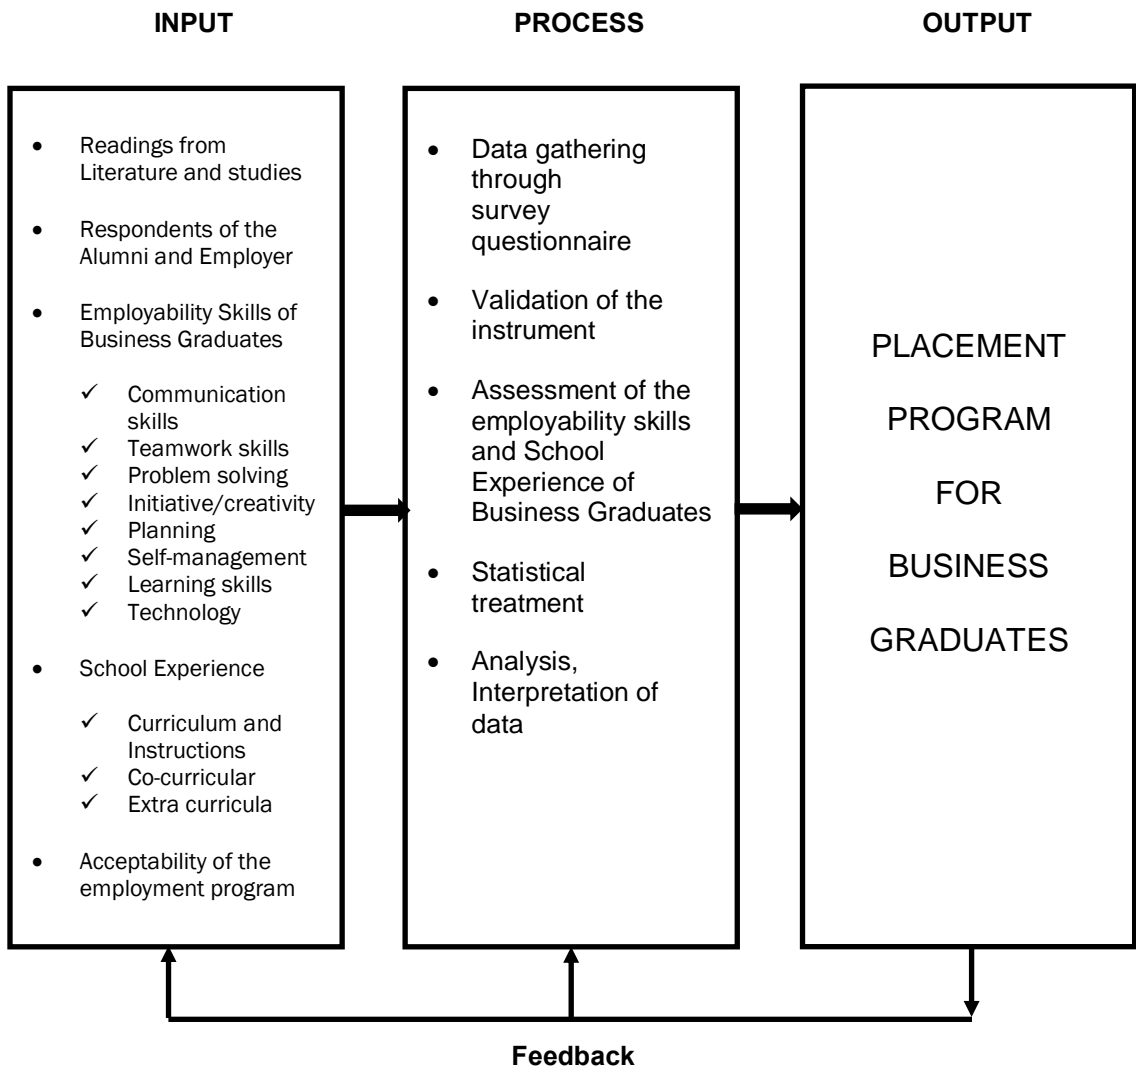 INPUT
PROCESS
OUTPUT
• Readings from
Literature and studies
• Respondents of the
Alumni and Employer
• Employability Skills of
Business Graduates
✓ Communication
skills
✓ Teamwork skills
✓ Problem solving
✓ Initiative/creativity
✓ Planning
✓ Self-management
✓ Learning skills
✓ Technology
• School Experience
✓ Curriculum and
Instructions
✓ Co-curricular
✓ Extra curricula
• Acceptability of the
employment program
• Data gathering
through
survey
questionnaire
• Validation of the
instrument
• Assessment of the
employability skills
and School
Experience of
Business Graduates
• Statistical
treatment
• Analysis,
Interpretation of
data
PLACEMENT
PROGRAM
FOR
BUSINESS
GRADUATES
Feedback